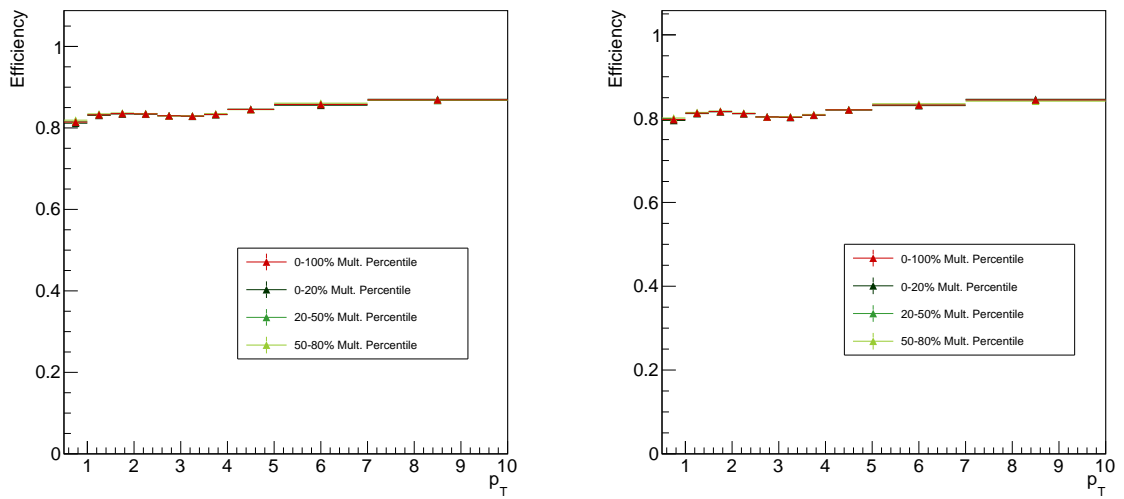 Efficiency
1
0.8
0.6
0.4
0.2
0
0-100% Mult. Percentile
0-20% Mult. Percentile
20-50% Mult. Percentile
50-80% Mult. Percentile
1 2 3 4 5 6 7 8 9 10
p_T
Efficiency
1
0.8
0.6
0.4
0.2
0
0-100% Mult. Percentile
0-20% Mult. Percentile
20-50% Mult. Percentile
50-80% Mult. Percentile
1 2 3 4 5 6 7 8 9 10
p_T